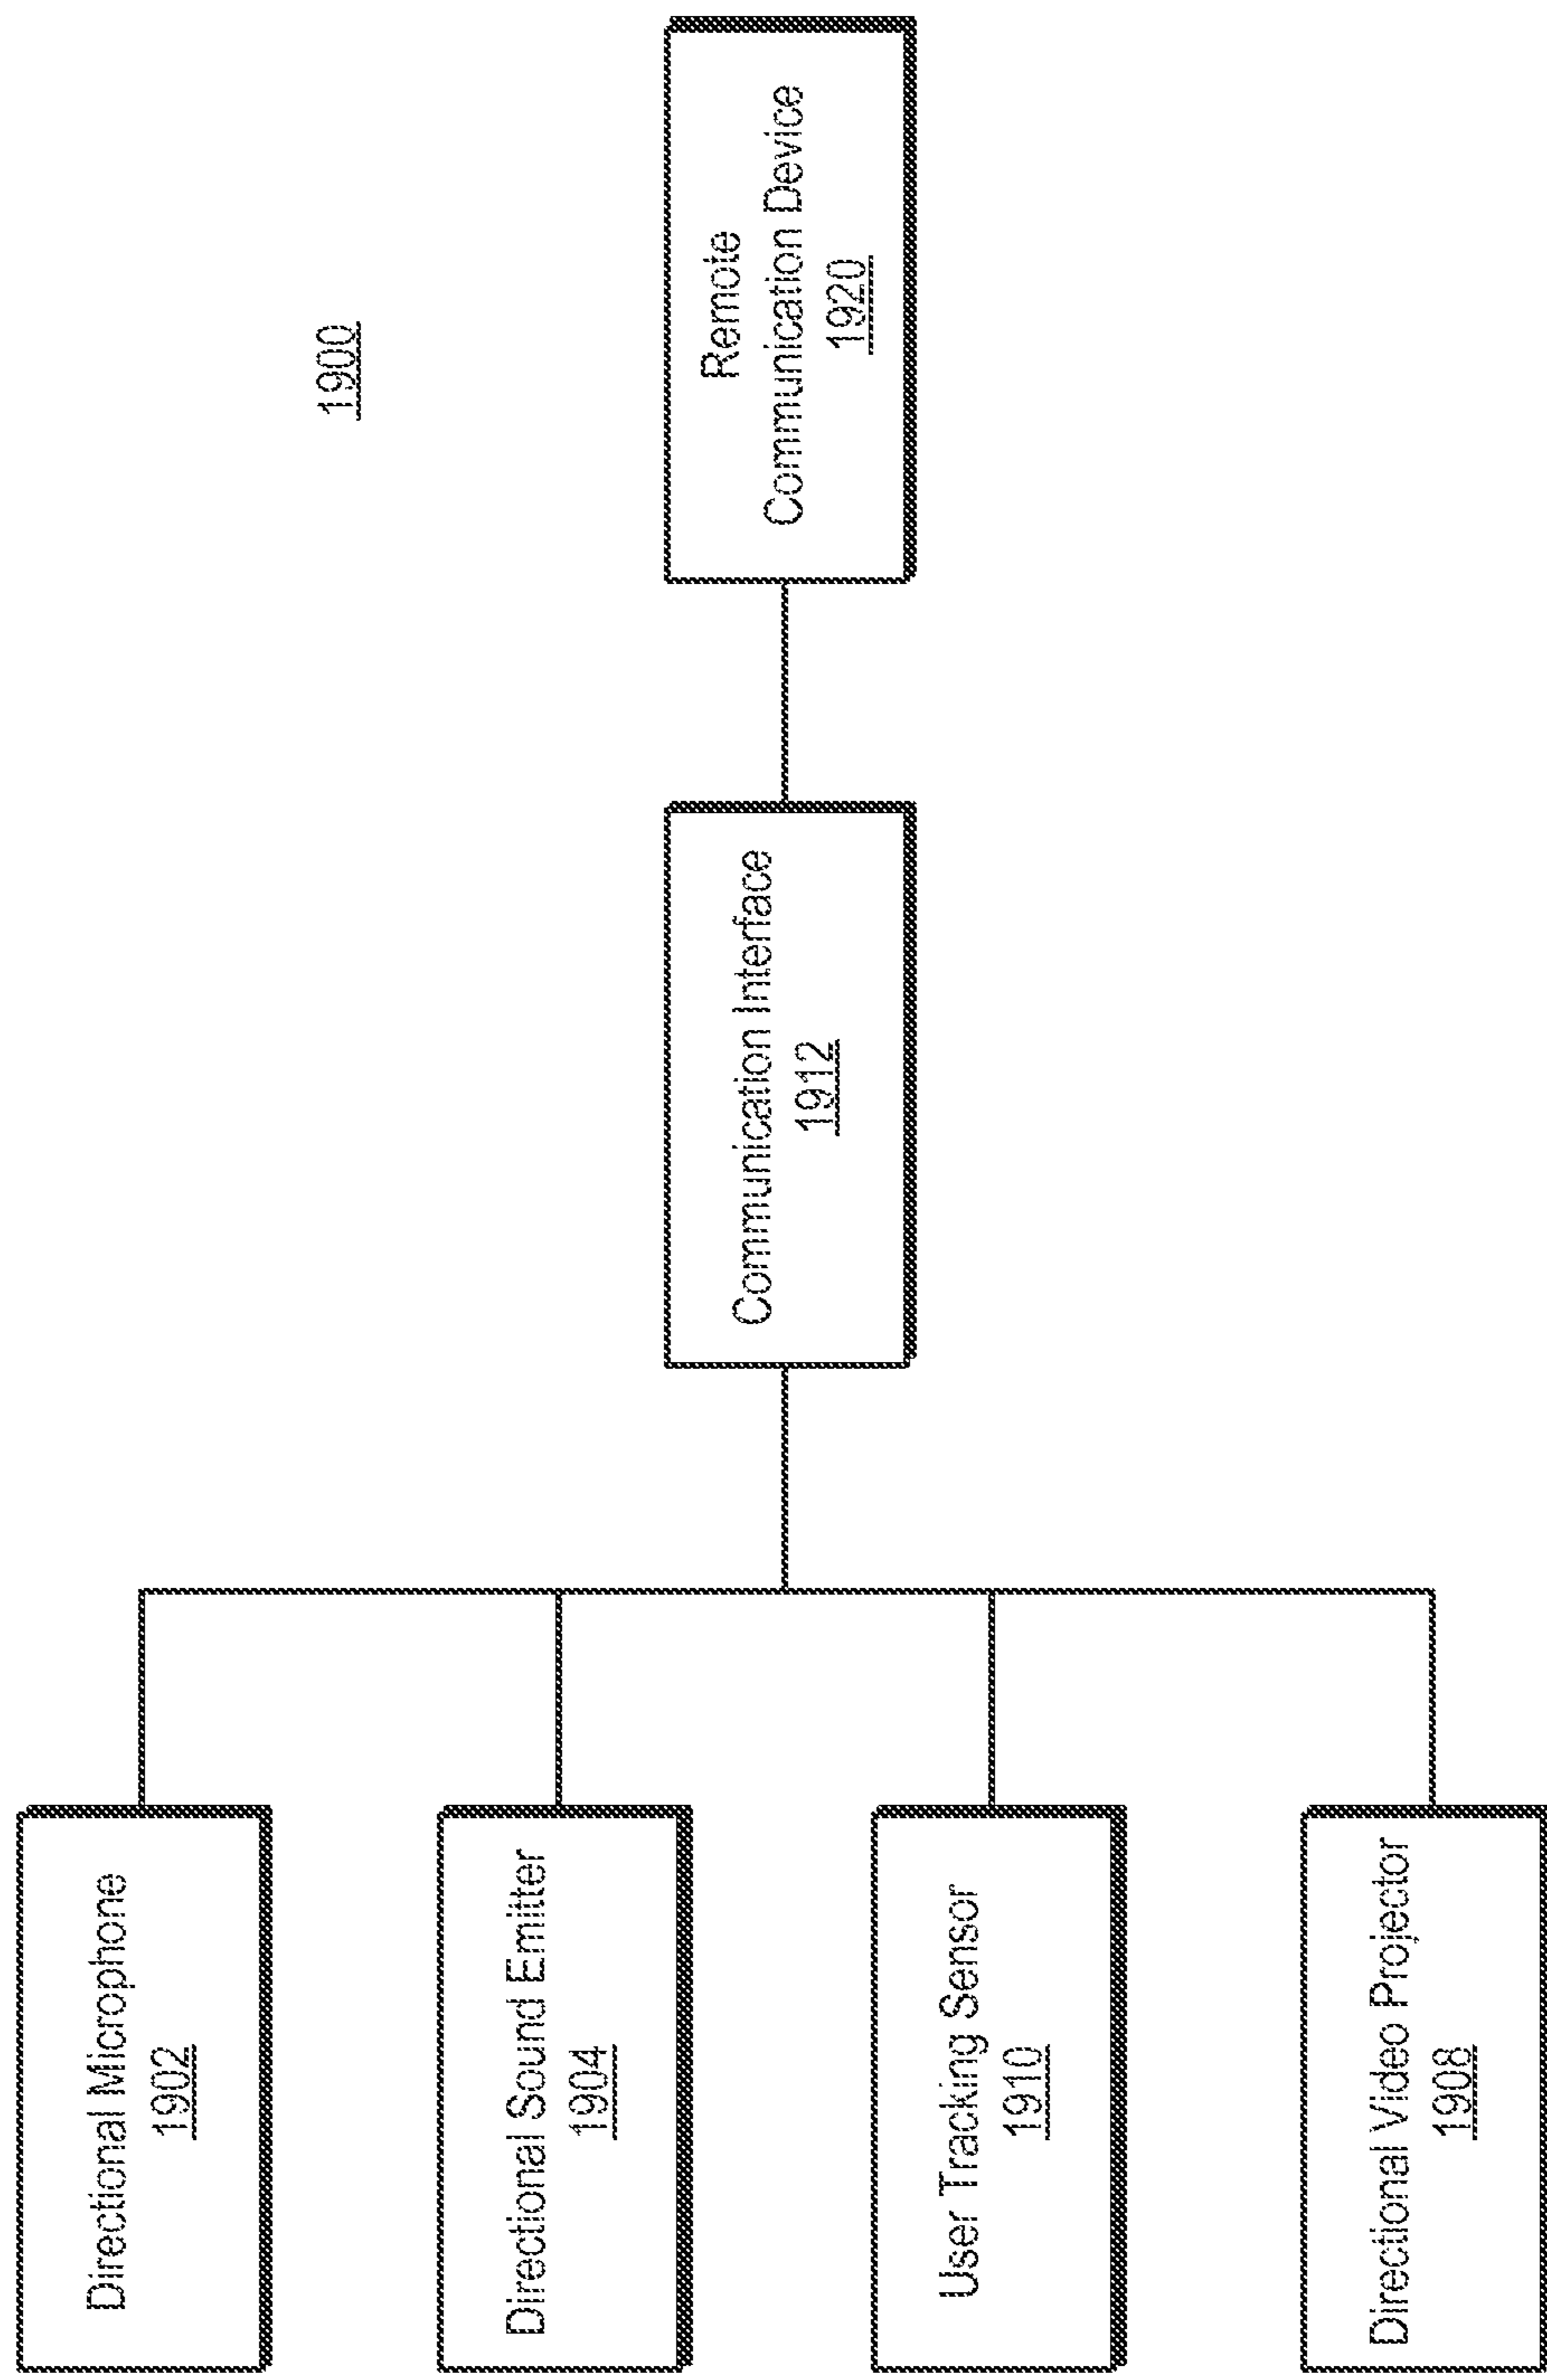 1900
Directional Microphone
1902
Directional Sound Emitter
1904
User Tracking Sensor
1910
Directional Video Projector
1908
Communication Interface
1912
Remote
Communication Device
1920